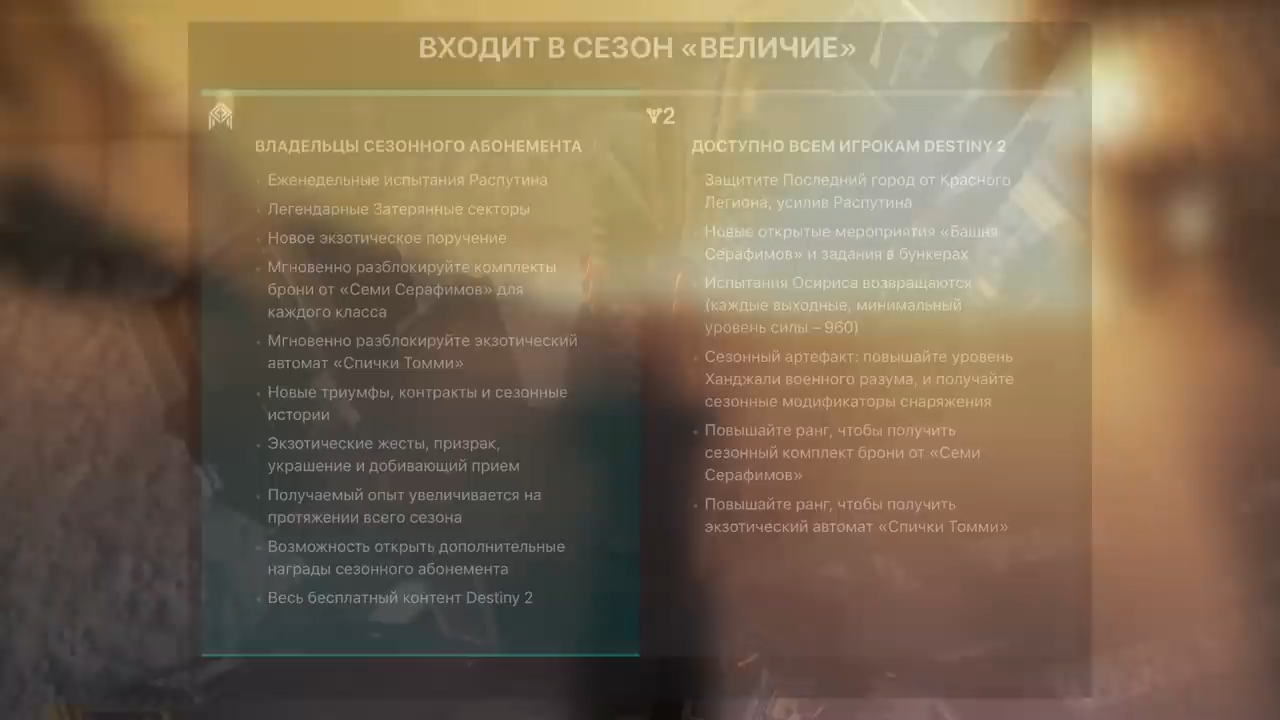 ВХОДИТ В СЕЗОН «ВЕЛИЧИЕ»
ВЛАДЕЛЬЦЫ СЕЗОННОГО АБОНЕМЕНТА
Еженедельные испытания Распутина
Легендарные Затерянные секторы
Новое экзотическое поручение
Мгновенно разблокируйте комплекты
брони от «Семи Серафимов» для
каждого класса
Мгновенно разблокируйте экзотический
автомат «Спички Томми»
Новые триумфы, контракты и сезонные
истории
Экзотические жесты, призрак,
украшение и добивающий прием
Получаемый опыт увеличивается на
протяжении всего сезона
Возможность открыть дополнительные
награды сезонного абонемента
Весь бесплатный контент Destiny 2
2
ДОСТУПНО ВСЕМ ИГРОКАМ DESTINY 2
Защитите Последний город от Красного
Легиона, усилив Распутина
Новые открытые мероприятия «Башня
Серафимов» и задания в бункерах
Испытания Осириса возвращаются
(каждые выходные, минимальный
уровень силы – 960)
Сезонный артефакт: повышайте уровень
Ханджали военного разума, и получайте
сезонные модификаторы снаряжения
Повышайте ранг, чтобы получить
сезонный комплект брони от «Семи
Серафимов»
Повышайте ранг, чтобы получить
экзотический автомат «Спички Томми»